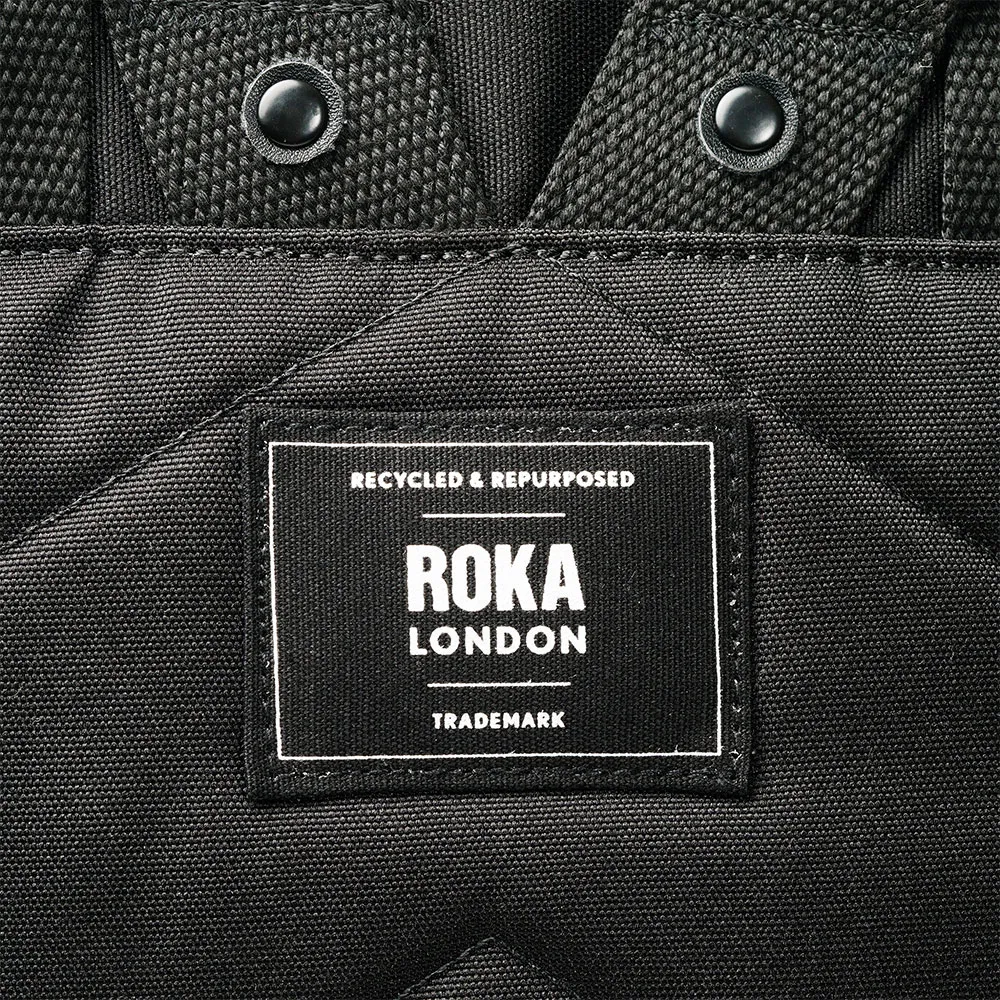 RECYCLED & REPURPOSED
ROKA
LONDON
TRADEMARK